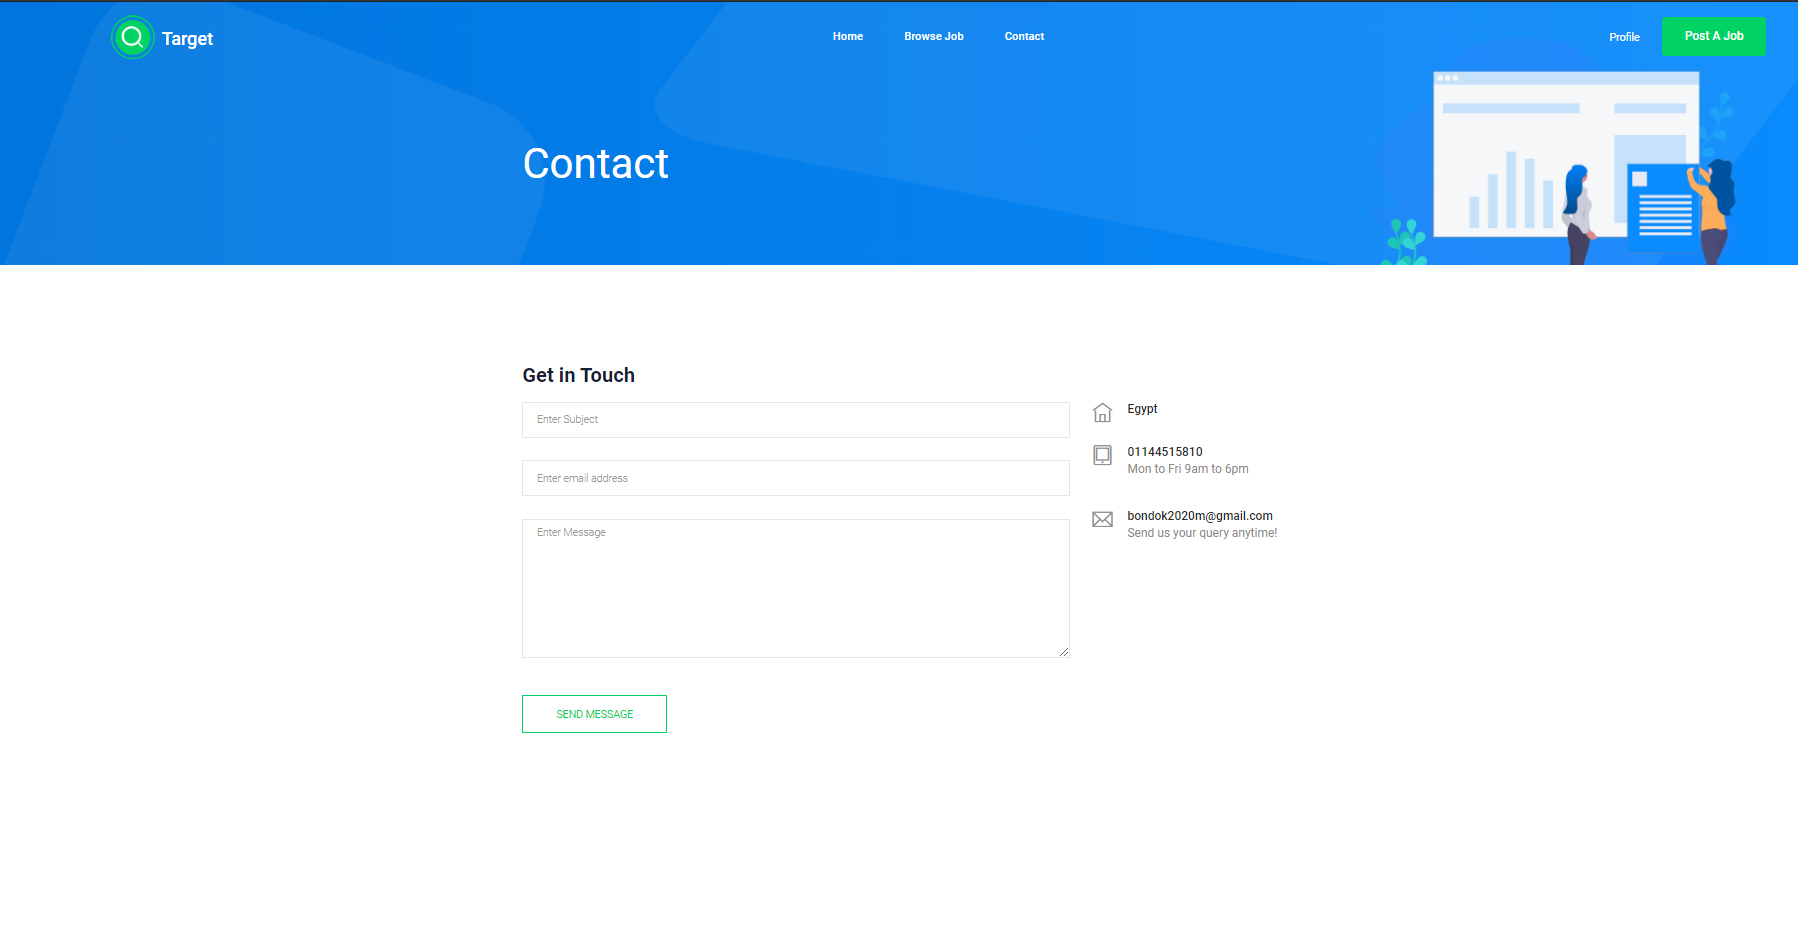 Target
Home
Browse Job
Contact
Profile
Post A Job
Contact
Get in Touch
Enter Subject
Enter email address
Enter Message
SEND MESSAGE
Egypt
01144515810
Mon to Fri 9am to 6pm
bondok2020m@gmail.com
Send us your query anytime!